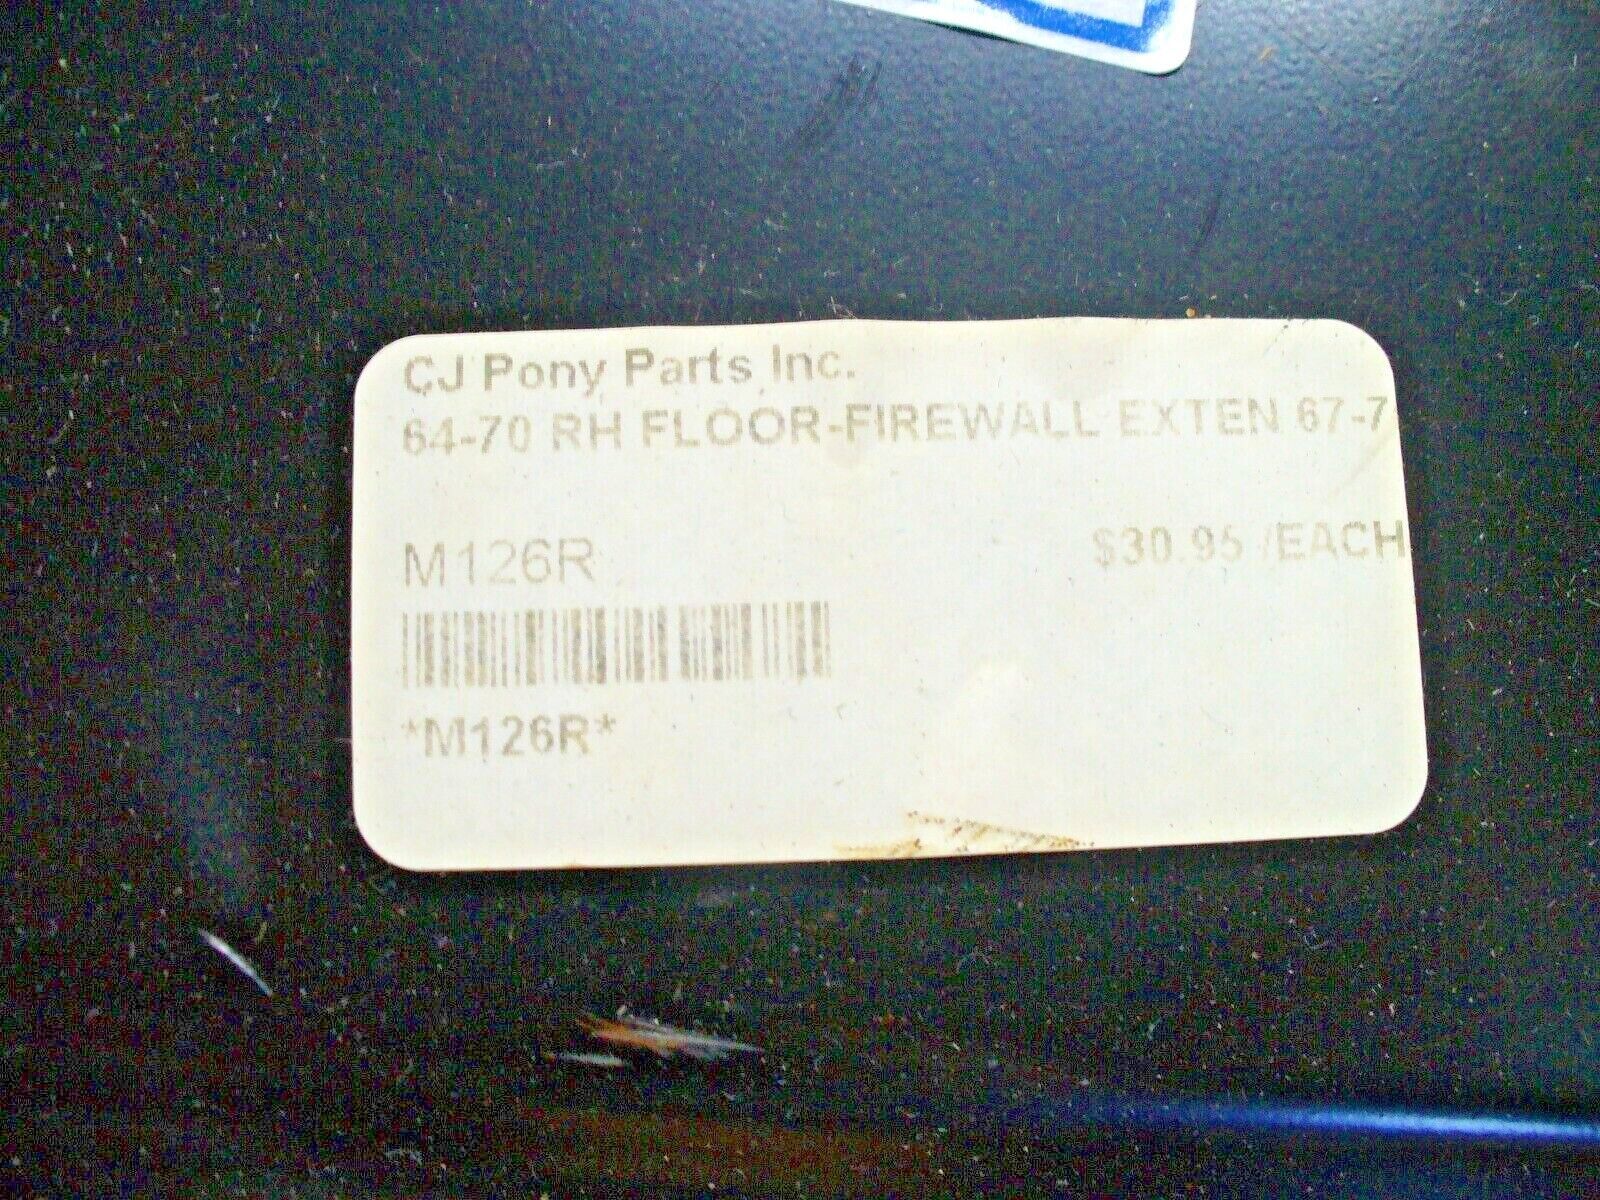 CJ Pony Parts Inc.
64-70 RH FLOOR-FIREWALL EXTEN 67-7
M126R
$30.95 /EACH
*M126R*